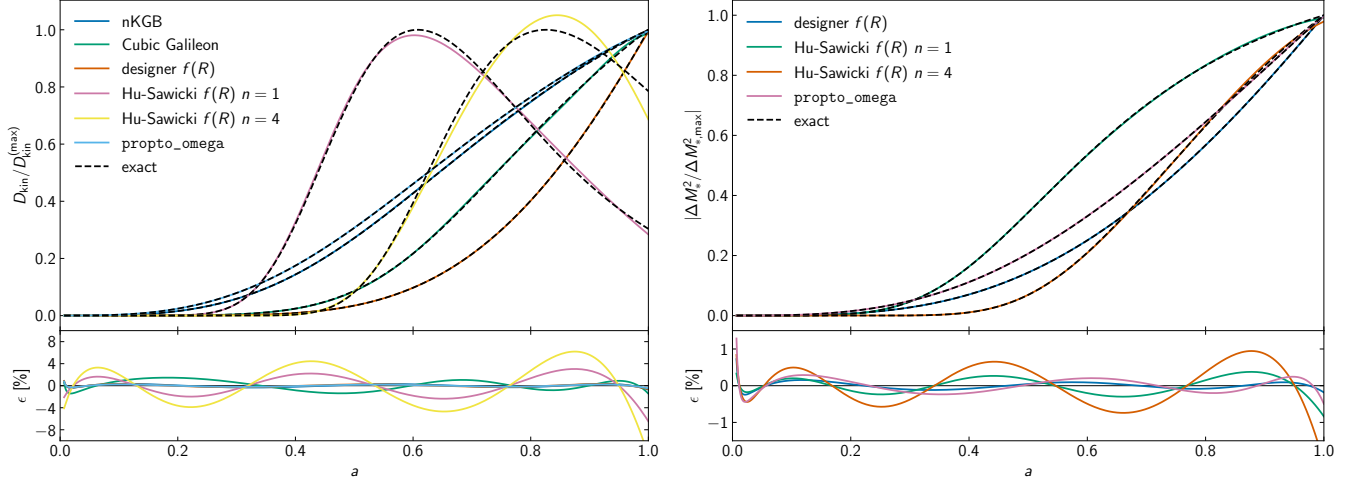 nKGB
Cubic Galileon
designer f(R)
Hu-Sawicki f(R) n = 1
Hu-Sawicki f(R) n = 4
propto_omega
exact
D_kin/D_kin^(max)
1.0
0.8
0.6
0.4
0.2
0.0
ϵ [%]
8
4
0
−4
−8
0.0 0.2 0.4 0.6 0.8 1.0
a
designer f(R)
Hu-Sawicki f(R) n = 1
Hu-Sawicki f(R) n = 4
propto_omega
exact
|ΔM_*^2/ΔM_*,max^2|
1.0
0.8
0.6
0.4
0.2
0.0
ϵ [%]
1
0
−1
0.0 0.2 0.4 0.6 0.8 1.0
a